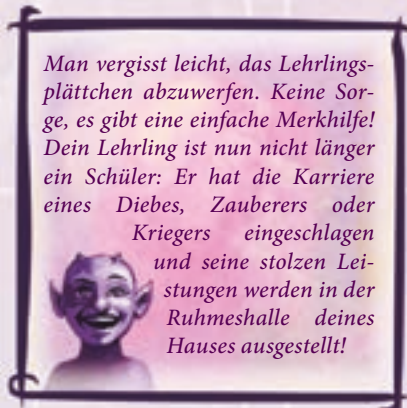 Man vergisst leicht, das Lehrlings-
plättchen abzuwerfen. Keine Sor-
ge, es gibt eine einfache Merkhilfe!
Dein Lehrling ist nun nicht länger
ein Schüler: Er hat die Karriere
eines Diebes, Zauberers oder
Kriegers eingeschlagen
und seine stolzen Lei-
stungen werden in der
Ruhmeshalle deines
Hauses ausgestellt!